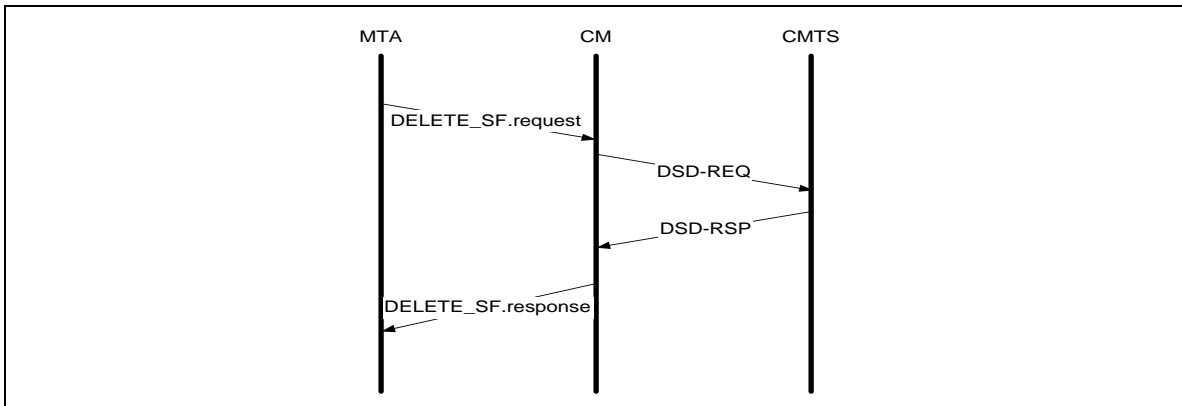 MTA CM CMTS
DELETE_SF.request
DSD-REQ
DSD-RSP
DELETE_SF.response